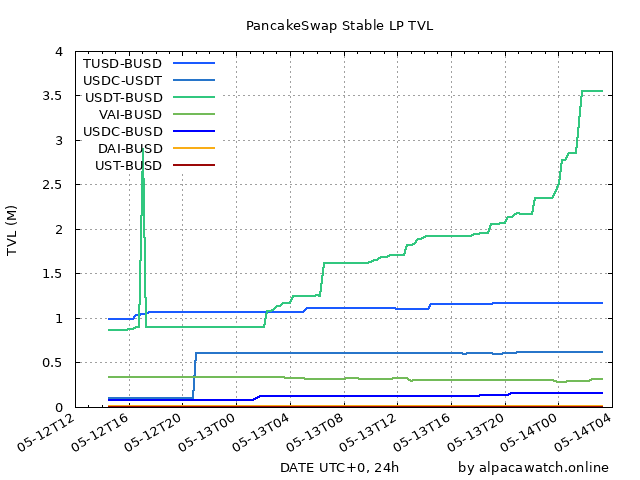 PancakeSwap Stable LP TVL
4
3.5
3
2.5
2
1.5
1
0.5
0
TVL (M)
TUSD-BUSD
USDC-USDT
USDT-BUSD
VAI-BUSD
USDC-BUSD
DAI-BUSD
UST-BUSD
05-12T12
05-12T16
05-12T20
05-13T00
05-13T04
05-13T08
05-13T12
05-13T16
05-13T20
05-14T00
05-14T04
DATE UTC+0, 24h
by alpacawatch.online